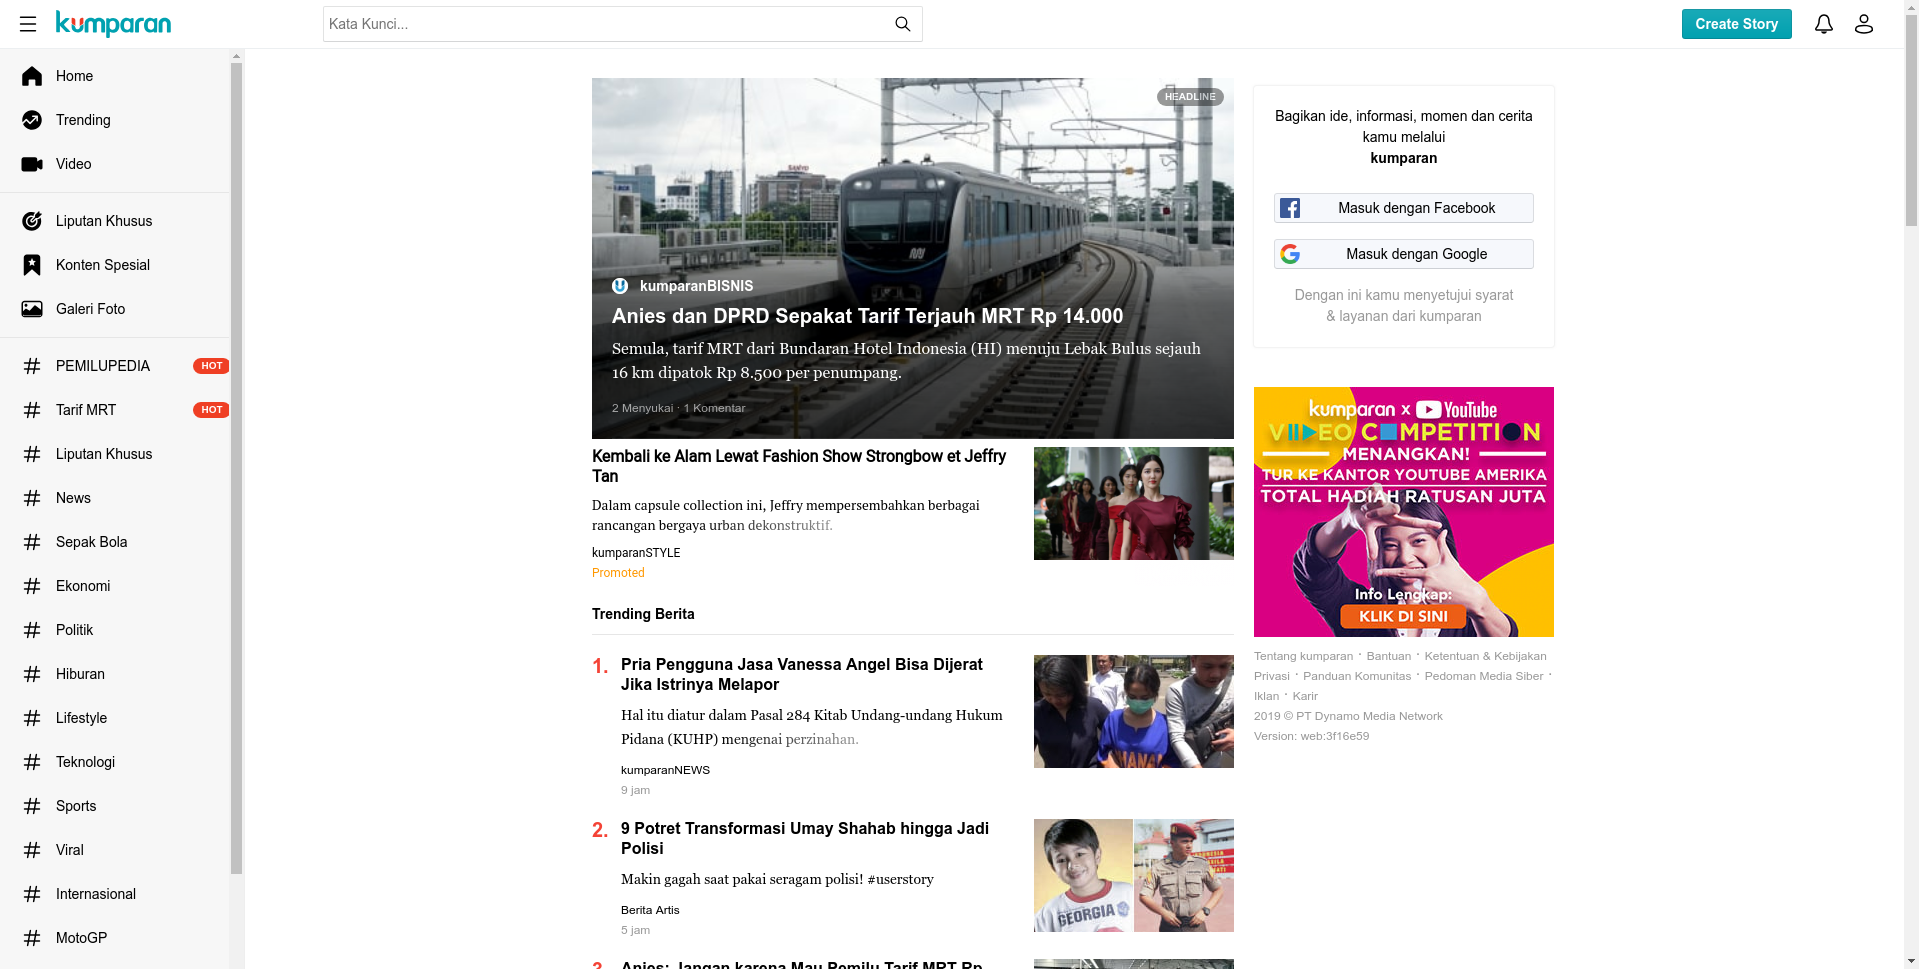 kumparan
Kata Kunci...
Create Story
Home
Trending
Video
Liputan Khusus
Konten Spesial
Galeri Foto
PEMILUPEDIA
HOT
Tarif MRT
HOT
Liputan Khusus
News
Sepak Bola
Ekonomi
Politik
Hiburan
Lifestyle
Teknologi
Sports
Viral
Internasional
MotoGP
HEADLINE
kumparanBISNIS
Anies dan DPRD Sepakat Tarif Terjauh MRT Rp 14.000
Semula, tarif MRT dari Bundaran Hotel Indonesia (HI) menuju Lebak Bulus sejauh
16 km dipatok Rp 8.500 per penumpang.
2 Menyukai · 1 Komentar
Kembali ke Alam Lewat Fashion Show Strongbow et Jeffry
Tan
Dalam capsule collection ini, Jeffry mempersembahkan berbagai
rancangan bergaya urban dekonstruktif.
kumparanSTYLE
Promoted
Trending Berita
1. Pria Pengguna Jasa Vanessa Angel Bisa Dijerat
Jika Istrinya Melapor
Hal itu diatur dalam Pasal 284 Kitab Undang-undang Hukum
Pidana (KUHP) mengenai perzinahan.
kumparanNEWS
9 jam
2. 9 Potret Transformasi Umay Shahab hingga Jadi
Polisi
Makin gagah saat pakai seragam polisi! #userstory
Berita Artis
5 jam
GEORGIA
3. Anies: Jangan karena Mau Pemilu Tarif MRT Rp
Bagikan ide, informasi, momen dan cerita
kamu melalui
kumparan
Masuk dengan Facebook
Masuk dengan Google
Dengan ini kamu menyetujui syarat
& layanan dari kumparan
kumparan x YouTube
VIDEO COMPETITION
MENANGKAN!
TUR KE KANTOR YOUTUBE AMERIKA
TOTAL HADIAH RATUSAN JUTA
Info Lengkap:
KLIK DI SINI
Tentang kumparan · Bantuan · Ketentuan & Kebijakan
Privasi · Panduan Komunitas · Pedoman Media Siber ·
Iklan · Karir
2019 © PT Dynamo Media Network
Version: web:3f16e59